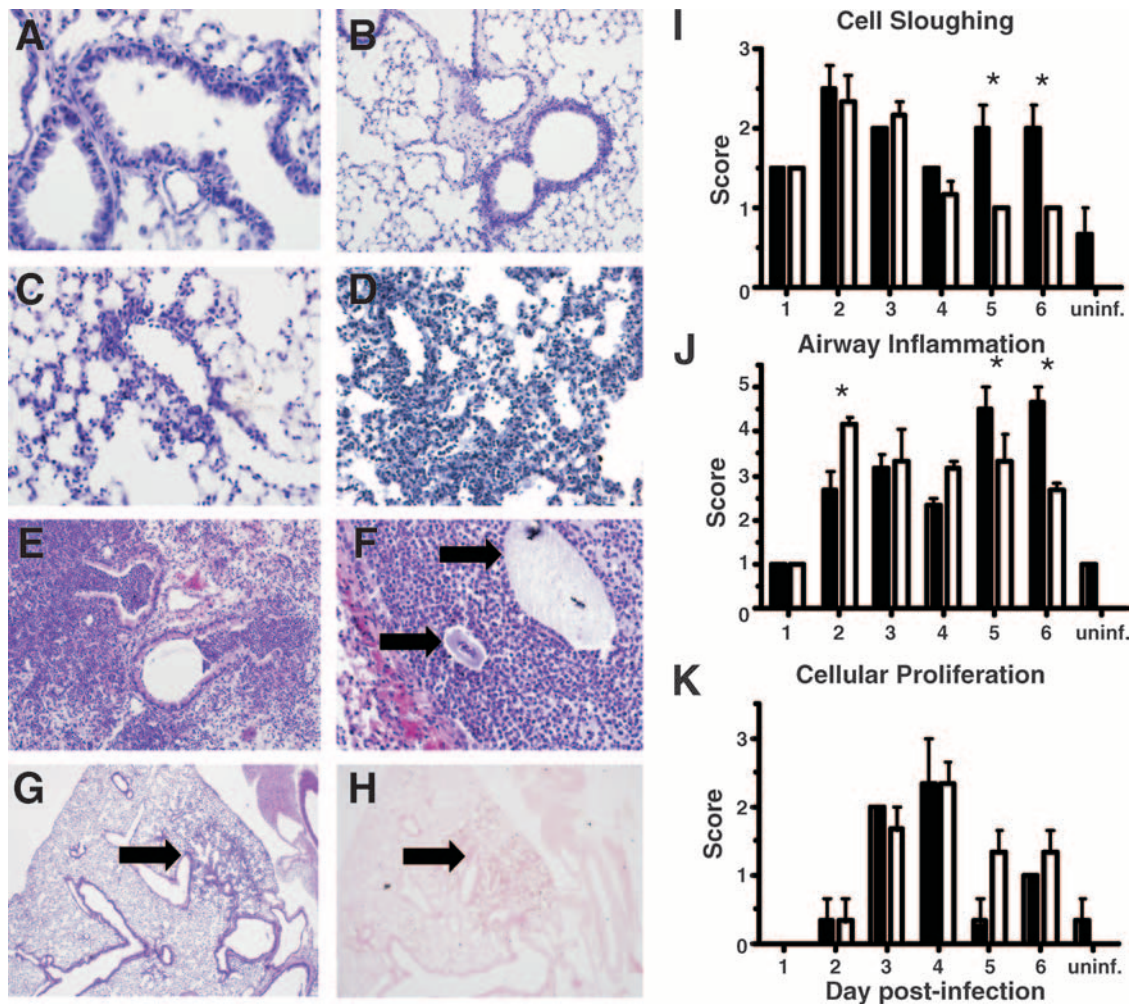 A
B
C
D
E
F
G
H
I
Cell Sloughing
3
2
1
0
Score
* *
1 2 3 4 5 6 uninf.
J
Airway Inflammation
5
4
3
2
1
0
Score
* * *
1 2 3 4 5 6 uninf.
K
Cellular Proliferation
3
2
1
0
Score
1 2 3 4 5 6 uninf.
Day post-infection